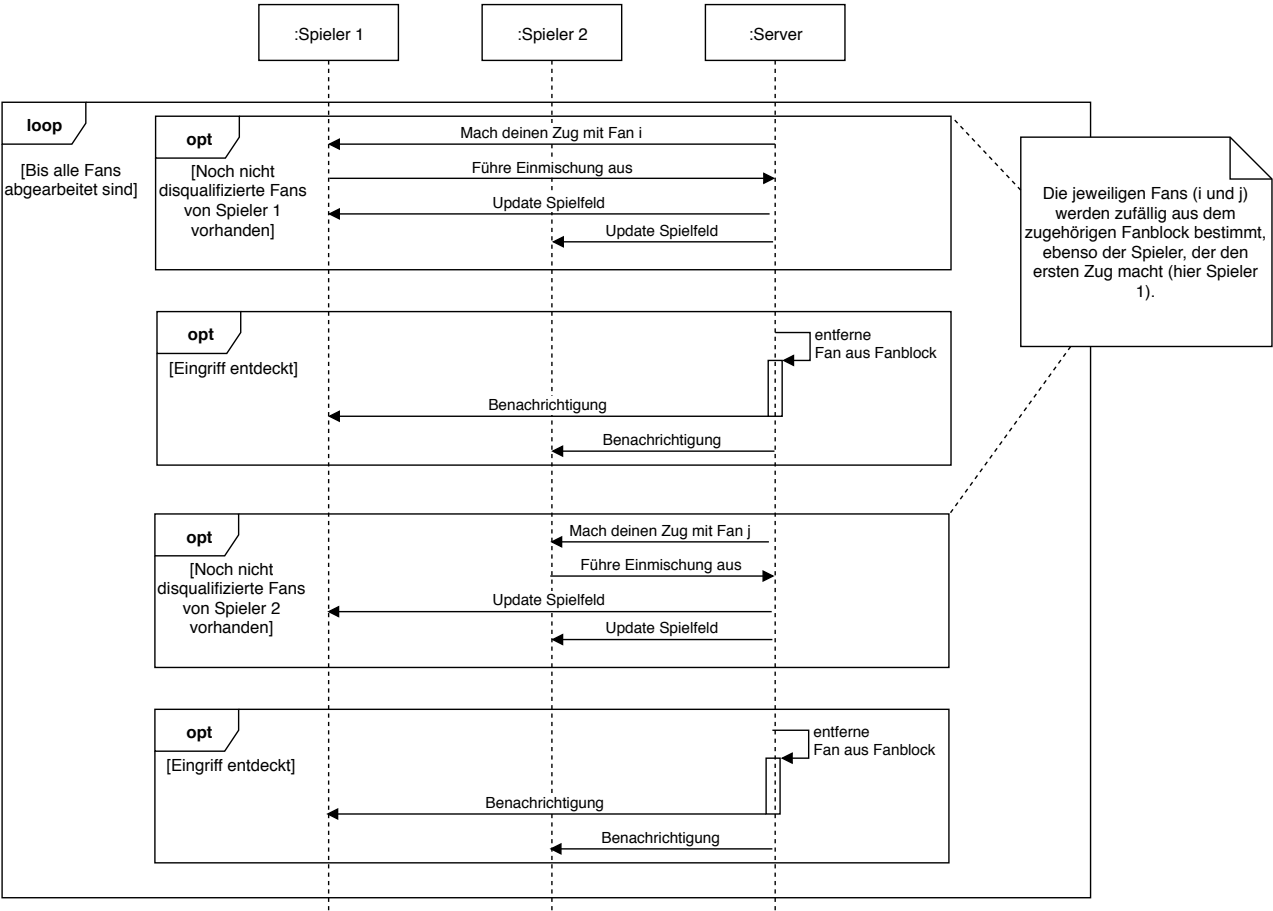 :Spieler 1
:Spieler 2
:Server
loop
[Bis alle Fans
abgearbeitet sind]
opt
[Noch nicht
disqualifizierte Fans
von Spieler 1
vorhanden]
Mach deinen Zug mit Fan i
Führe Einmischung aus
Update Spielfeld
Update Spielfeld
Die jeweiligen Fans (i und j)
werden zufällig aus dem
zugehörigen Fanblock bestimmt,
ebenso der Spieler, der den
ersten Zug macht (hier Spieler
1).
opt
[Eingriff entdeckt]
entferne
Fan aus Fanblock
Benachrichtigung
Benachrichtigung
opt
[Noch nicht
disqualifizierte Fans
von Spieler 2
vorhanden]
Mach deinen Zug mit Fan j
Führe Einmischung aus
Update Spielfeld
Update Spielfeld
opt
[Eingriff entdeckt]
entferne
Fan aus Fanblock
Benachrichtigung
Benachrichtigung